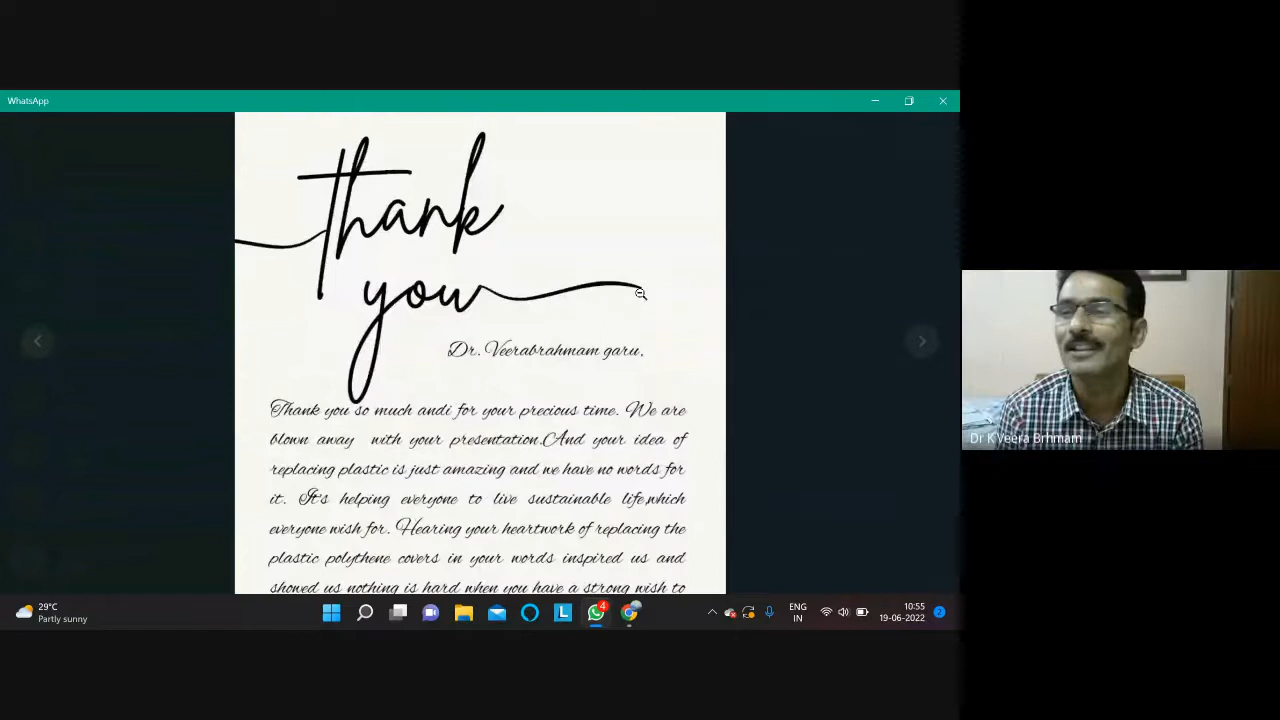 WhatsApp
thank
you
Dr. Veerabrahmam garu,
Thank you so much andi for your precious time. We are
blown away with your presentation.And your idea of
replacing plastic is just amazing and we have no words for
it. It's helping everyone to live sustainable life,which
everyone wish for. Hearing your heartwork of replacing the
plastic polythene covers in your words inspired us and
showed us nothing is hard when you have a strong wish to
Dr K Veera Brhmam
29°C
Partly sunny
L
4
ENG
IN
10:55
19-06-2022
2